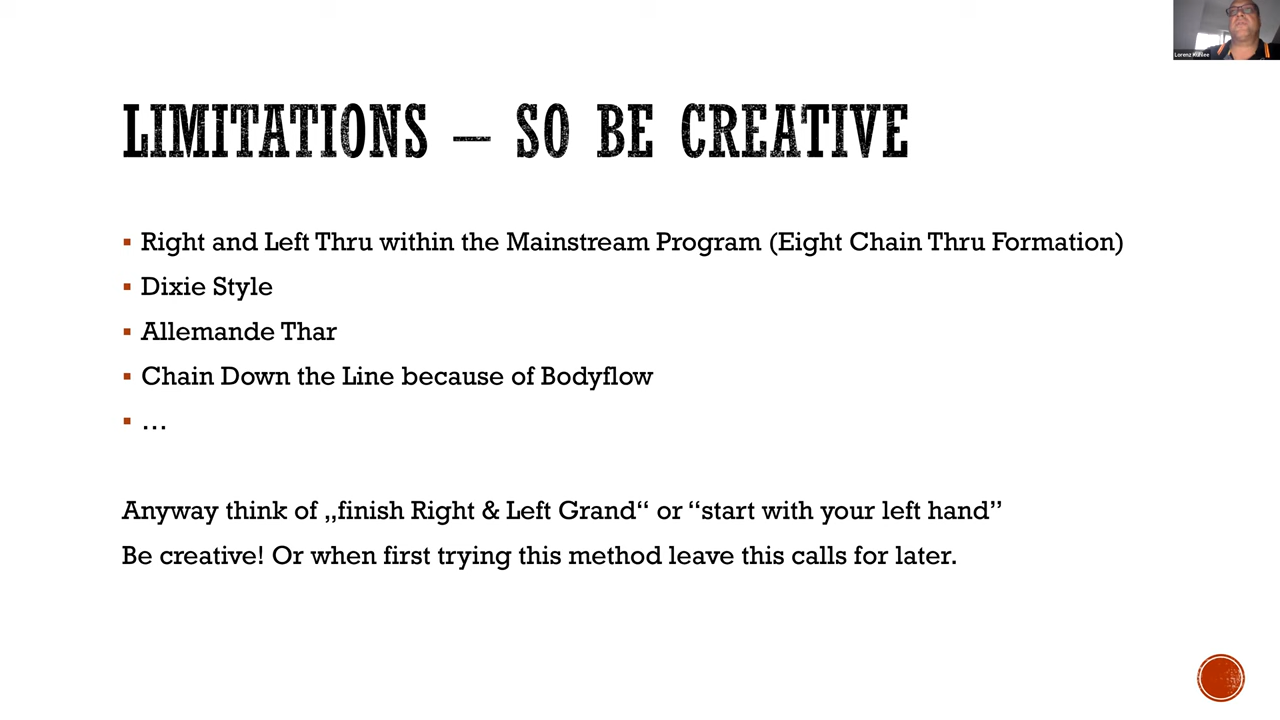 Lorenz Kuhlee
LIMITATIONS – SO BE CREATIVE
▪ Right and Left Thru within the Mainstream Program (Eight Chain Thru Formation)
▪ Dixie Style
▪ Allemande Thar
▪ Chain Down the Line because of Bodyflow
▪ …
Anyway think of „finish Right & Left Grand“ or “start with your left hand”
Be creative! Or when first trying this method leave this calls for later.